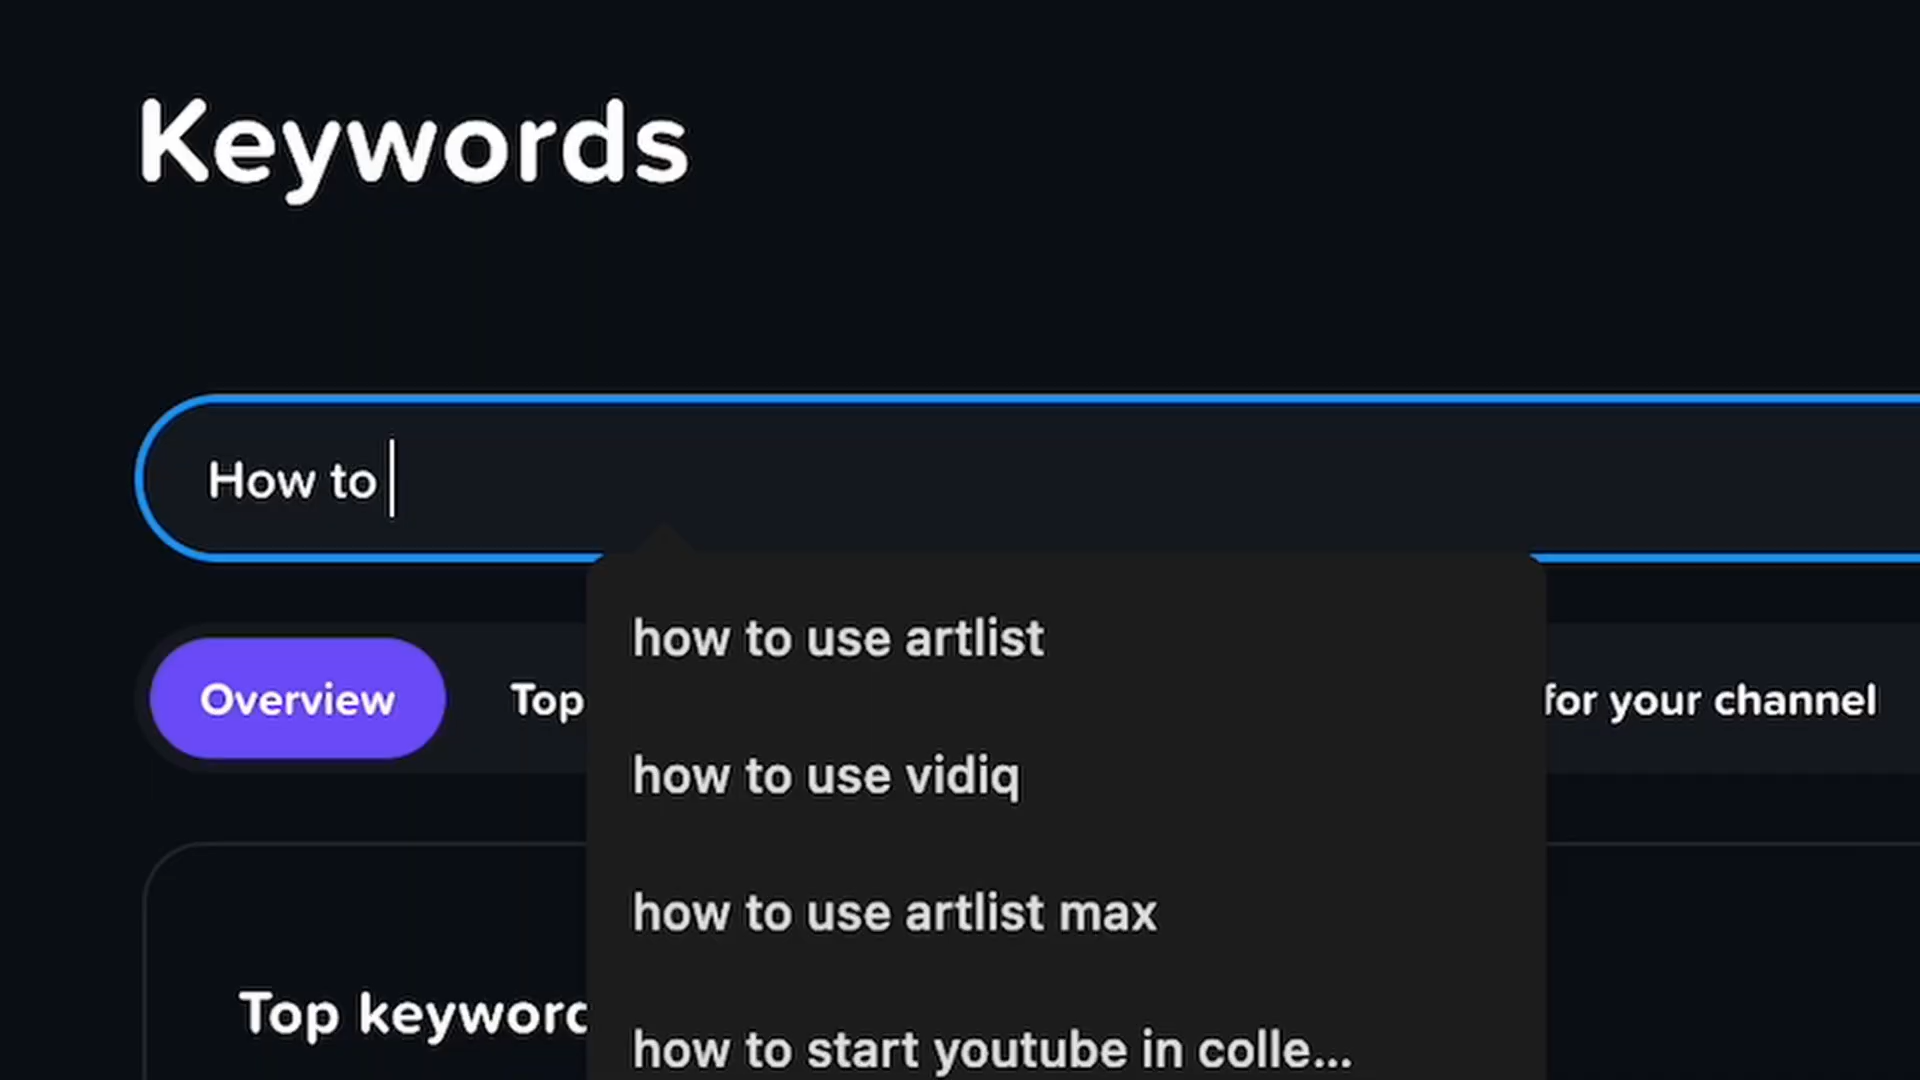 Keywords
How to
how to use artlist
Overview Top for your channel
how to use vidiq
how to use artlist max
Top keyword
how to start youtube in colle...